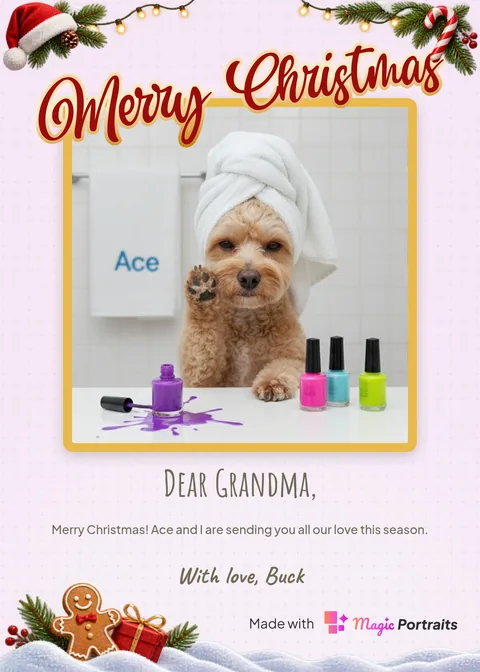 Merry Christmas
Ace
Dear Grandma,
Merry Christmas! Ace and I are sending you all our love this season.
With love, Buck
Made with Magic Portraits